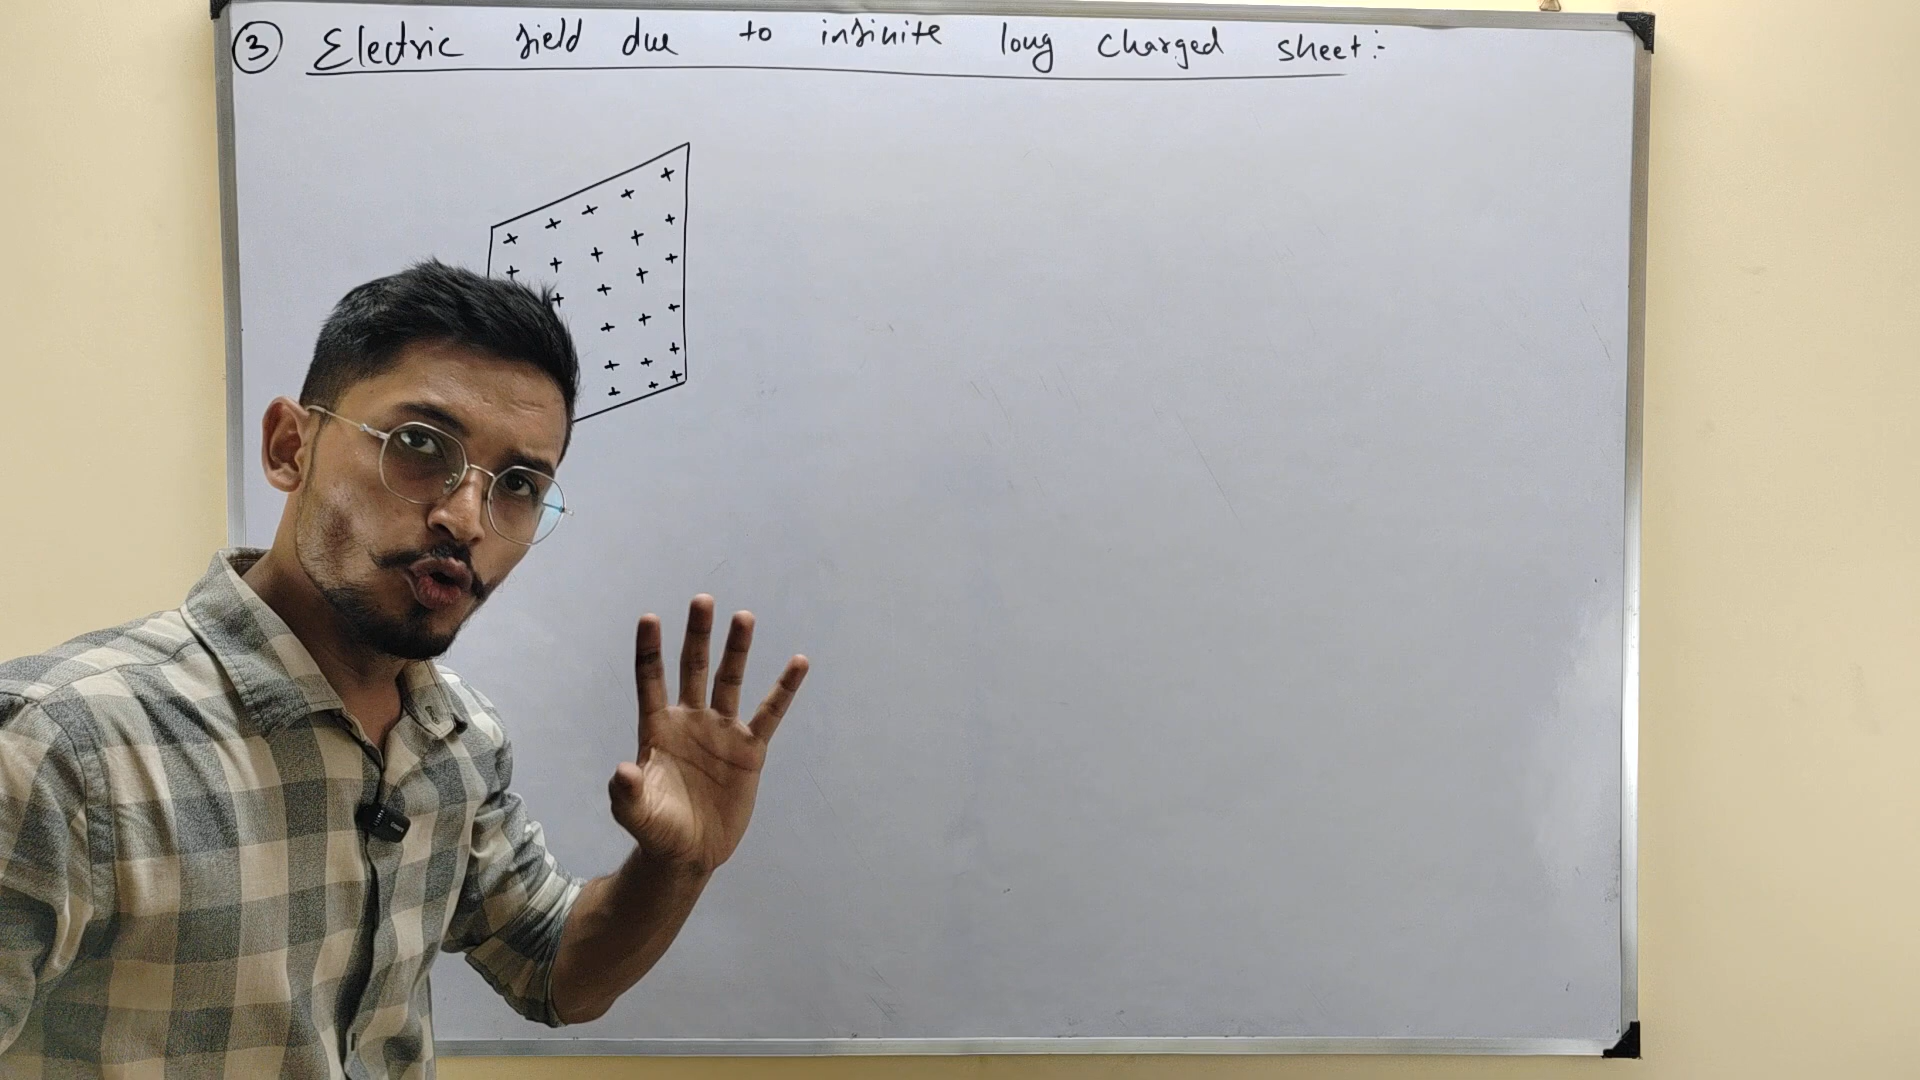 ③ Electric field due to infinite long charged sheet :-
+ + + + +
+ + + + +
+ + + +
+ + +
+ + +
+ + +